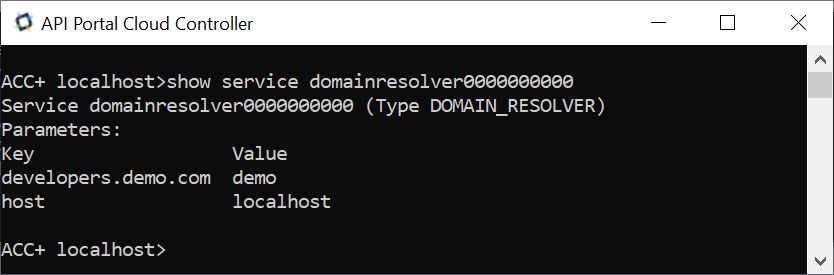 API Portal Cloud Controller
ACC+ localhost>show service domainresolver0000000000
Service domainresolver0000000000 (Type DOMAIN_RESOLVER)
Parameters:
Key Value
developers.demo.com demo
host localhost
ACC+ localhost>